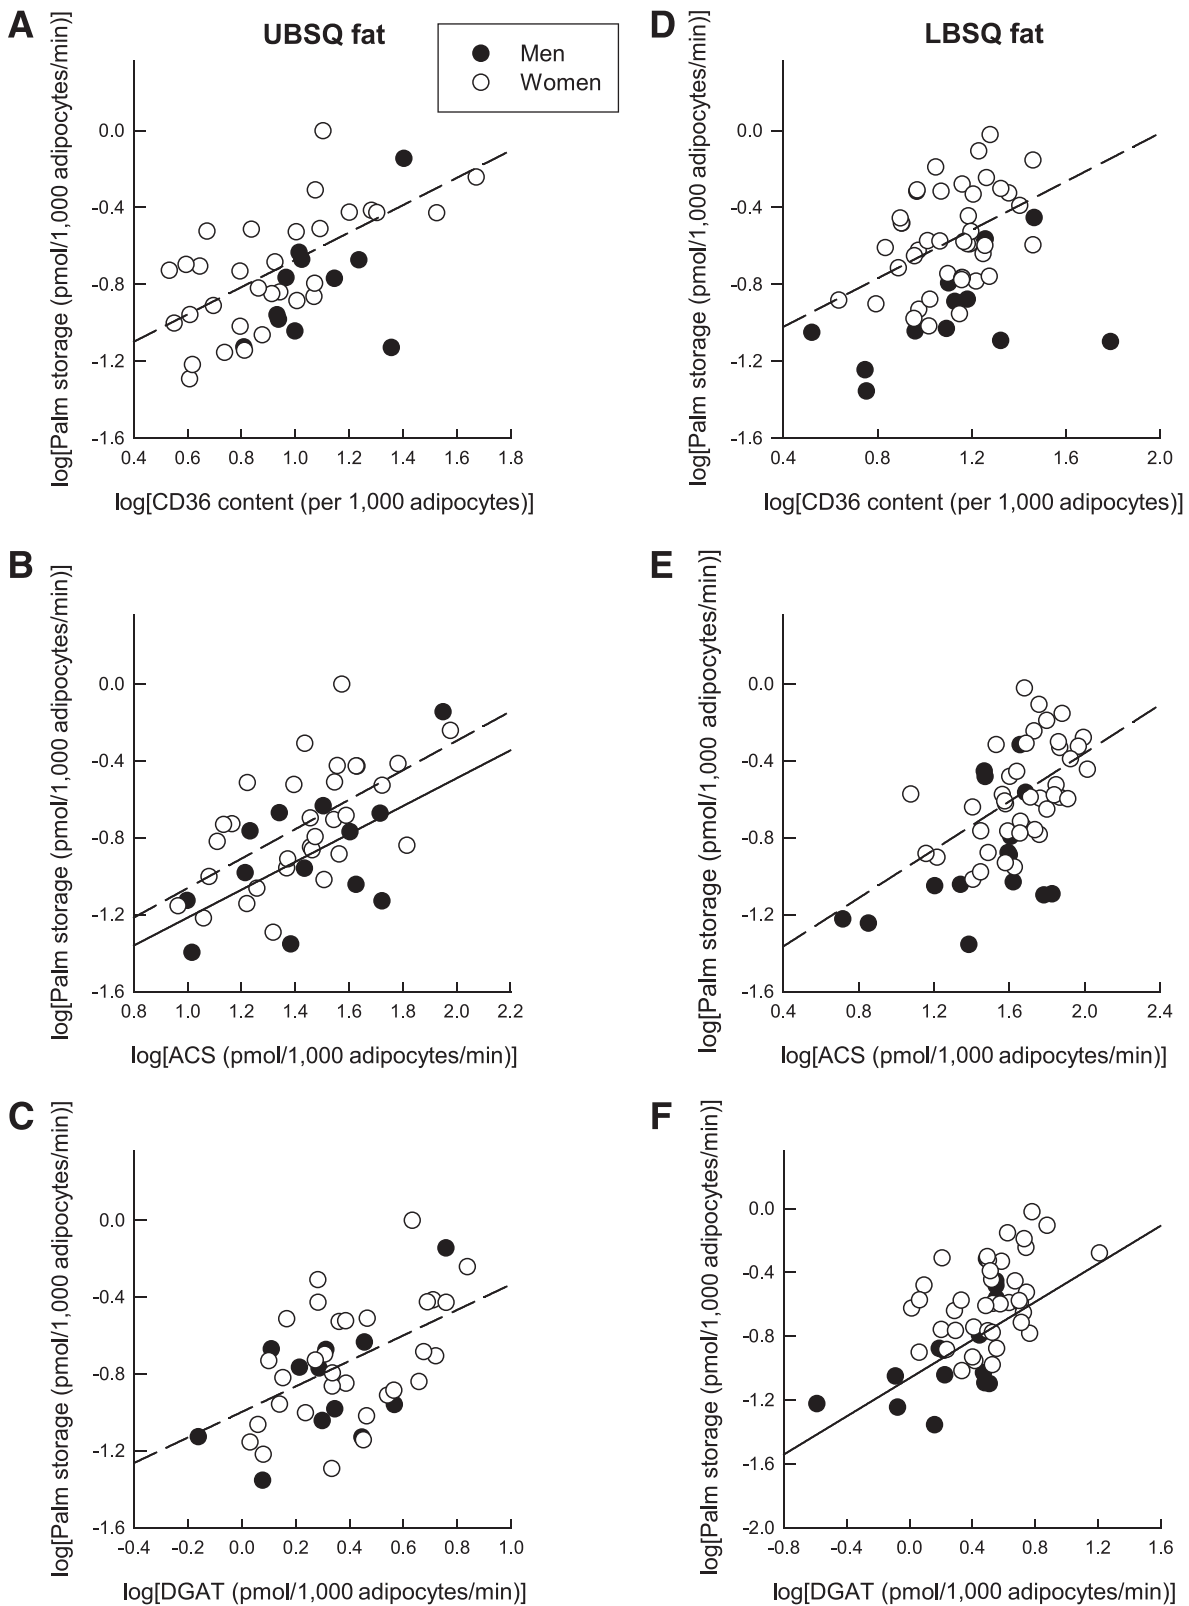 A
UBSQ fat
Men
Women
log[Palm storage (pmol/1,000 adipocytes/min)]
0.0
-0.4
-0.8
-1.2
-1.6
0.4 0.6 0.8 1.0 1.2 1.4 1.6 1.8
log[CD36 content (per 1,000 adipocytes)]
D
LBSQ fat
log[Palm storage (pmol/1,000 adipocytes/min)]
0.0
-0.4
-0.8
-1.2
-1.6
0.4 0.8 1.2 1.6 2.0
log[CD36 content (per 1,000 adipocytes)]
B
log[Palm storage (pmol/1,000 adipocytes/min)]
0.0
-0.4
-0.8
-1.2
-1.6
0.8 1.0 1.2 1.4 1.6 1.8 2.0 2.2
log[ACS (pmol/1,000 adipocytes/min)]
E
log[Palm storage (pmol/1,000 adipocytes/min)]
0.0
-0.4
-0.8
-1.2
-1.6
0.4 0.8 1.2 1.6 2.0 2.4
log[ACS (pmol/1,000 adipocytes/min)]
C
log[Palm storage (pmol/1,000 adipocytes/min)]
0.0
-0.4
-0.8
-1.2
-1.6
-0.4 -0.2 0.0 0.2 0.4 0.6 0.8 1.0
log[DGAT (pmol/1,000 adipocytes/min)]
F
log[Palm storage (pmol/1,000 adipocytes/min)]
0.0
-0.4
-0.8
-1.2
-1.6
-2.0
-0.8 -0.4 0.0 0.4 0.8 1.2 1.6
log[DGAT (pmol/1,000 adipocytes/min)]